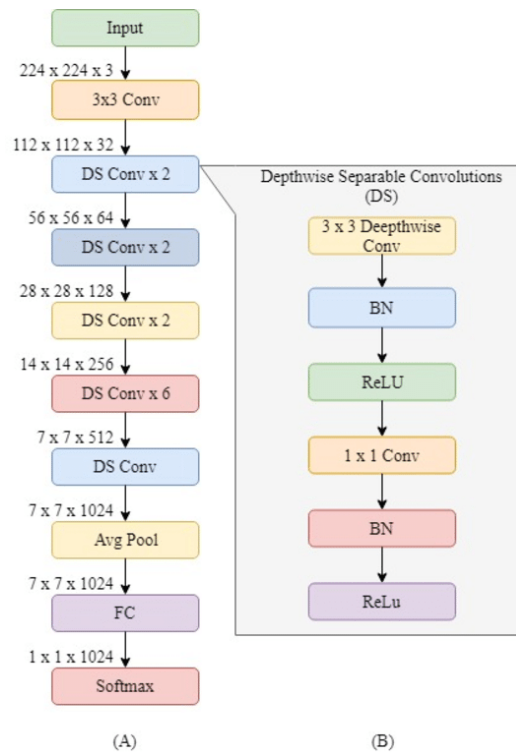 Input
224 x 224 x 3
3x3 Conv
112 x 112 x 32
DS Conv x 2
56 x 56 x 64
DS Conv x 2
28 x 28 x 128
DS Conv x 2
14 x 14 x 256
DS Conv x 6
7 x 7 x 512
DS Conv
7 x 7 x 1024
Avg Pool
7 x 7 x 1024
FC
1 x 1 x 1024
Softmax
(A)
Depthwise Separable Convolutions
(DS)
3 x 3 Deepthwise
Conv
BN
ReLU
1 x 1 Conv
BN
ReLu
(B)